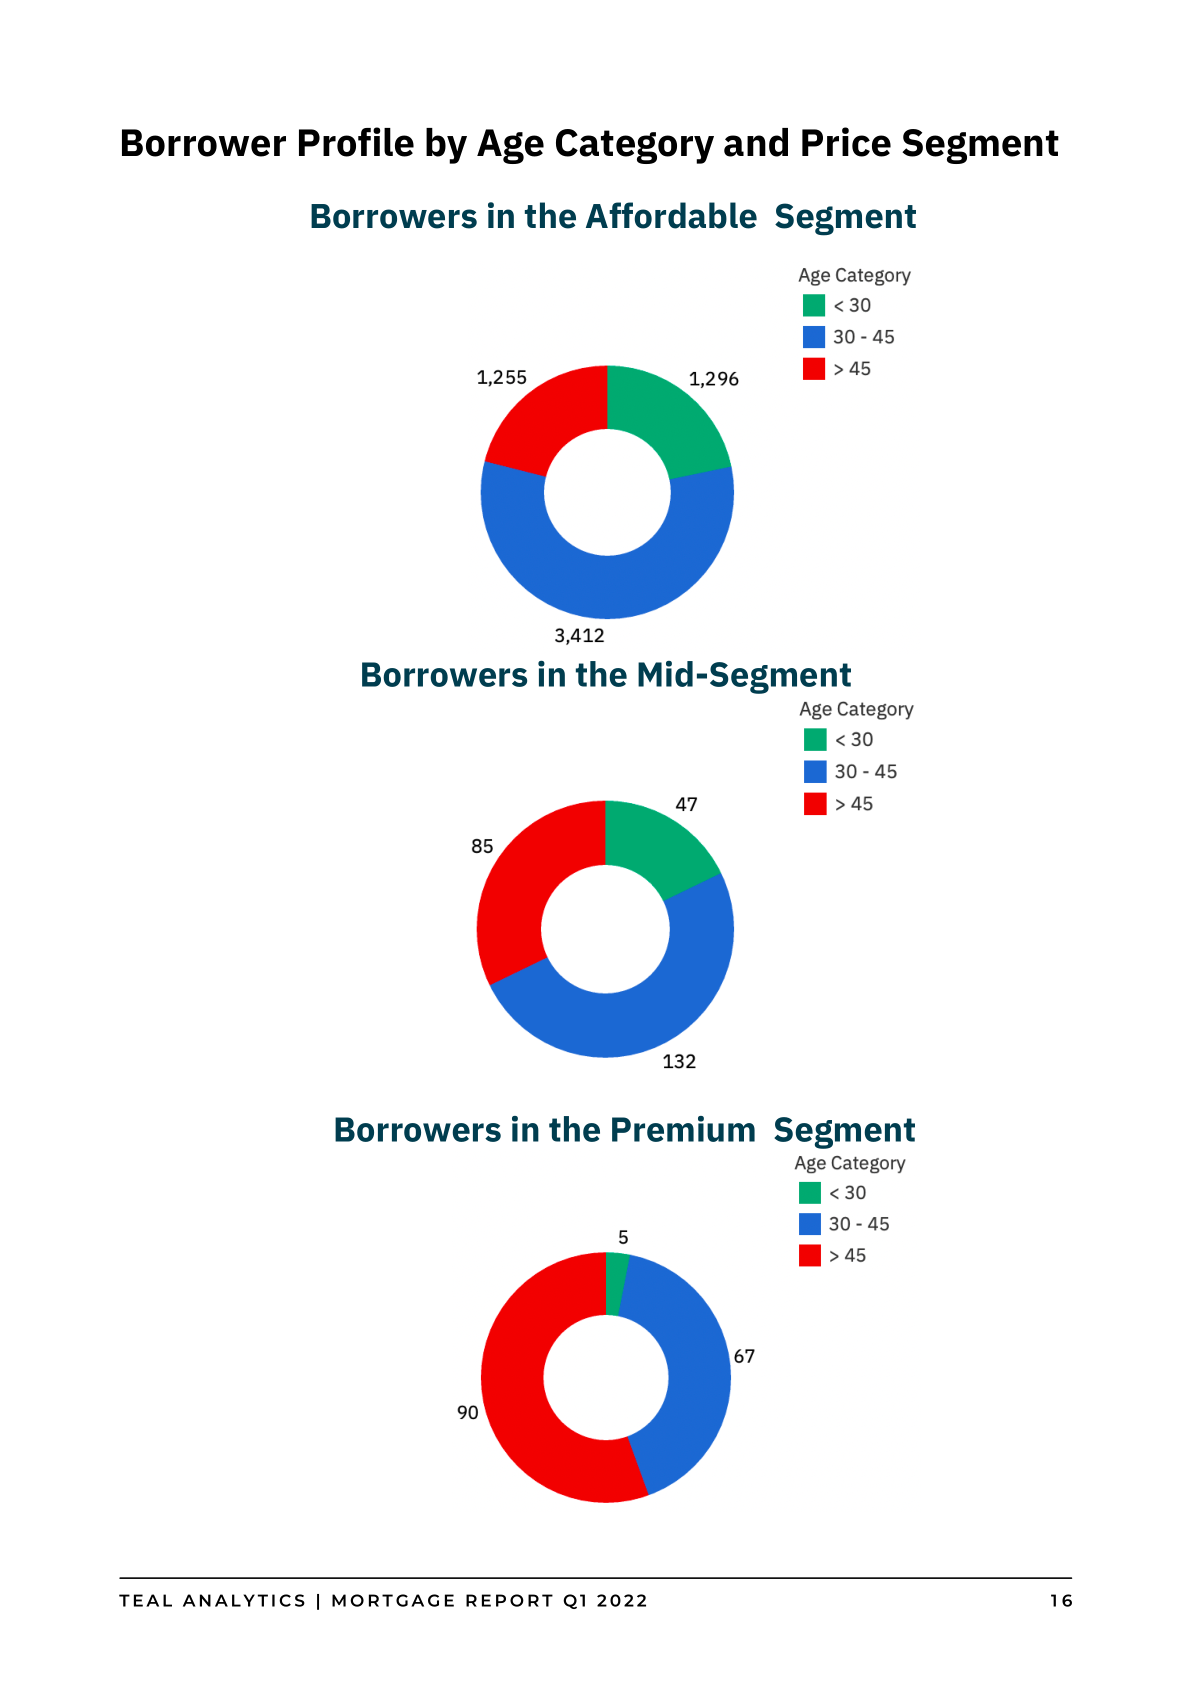 Borrower Profile by Age Category and Price Segment
Borrowers in the Affordable Segment
Age Category
< 30
30 - 45
> 45
1,255
1,296
3,412
Borrowers in the Mid-Segment
Age Category
< 30
30 - 45
> 45
47
85
132
Borrowers in the Premium Segment
Age Category
< 30
30 - 45
> 45
5
67
90
TEAL ANALYTICS | MORTGAGE REPORT Q1 2022 16